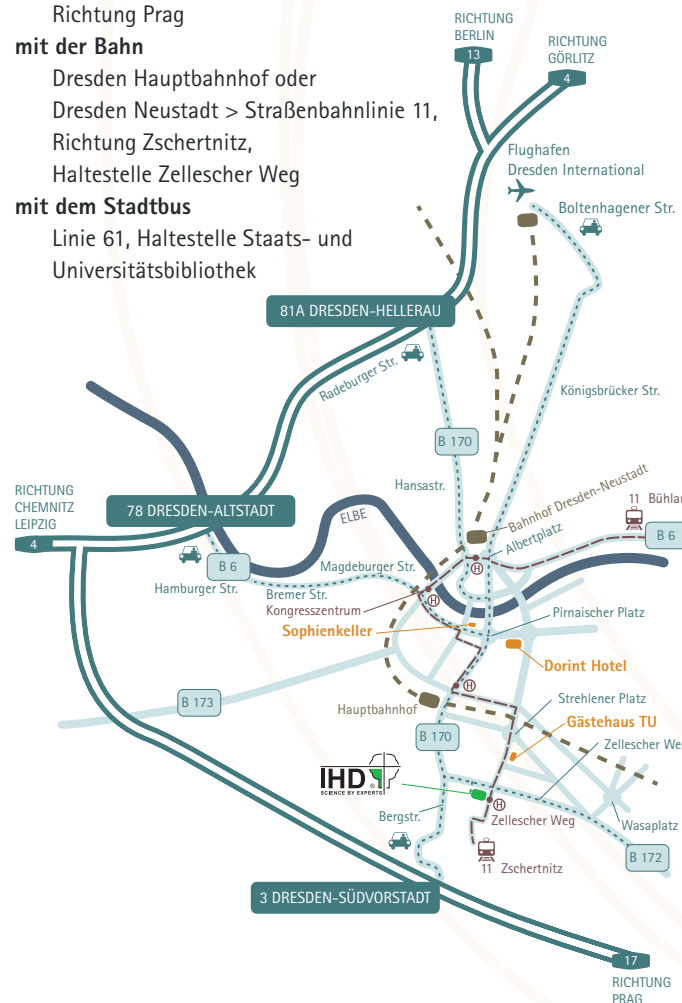 Richtung Prag
mit der Bahn
Dresden Hauptbahnhof oder
Dresden Neustadt > Straßenbahnlinie 11,
Richtung Zschertnitz,
Haltestelle Zellescher Weg
mit dem Stadtbus
Linie 61, Haltestelle Staats- und
Universitätsbibliothek
RICHTUNG
BERLIN
13
RICHTUNG
GÖRLITZ
4
Flughafen
Dresden International
Boltenhagener Str.
81A DRESDEN-HELLERAU
Radeburger Str.
Königsbrücker Str.
B 170
Hansastr.
Bahnhof Dresden-Neustadt
Albertplatz
11 Bühlau
B 6
RICHTUNG
CHEMNITZ
LEIPZIG
4
78 DRESDEN-ALTSTADT
ELBE
B 6
Hamburger Str.
Bremer Str.
Magdeburger Str.
H
H
Kongresszentrum
Pirnaischer Platz
Sophienkeller
Dorint Hotel
H
B 173
Hauptbahnhof
Strehlener Platz
B 170
Gästehaus TU
Zellescher Weg
IHD ®
SCIENCE BY EXPERTS
H
Bergstr.
Zellescher Weg
Wasaplatz
11 Zschertnitz
B 172
3 DRESDEN-SÜDVORSTADT
17
RICHTUNG
PRAG